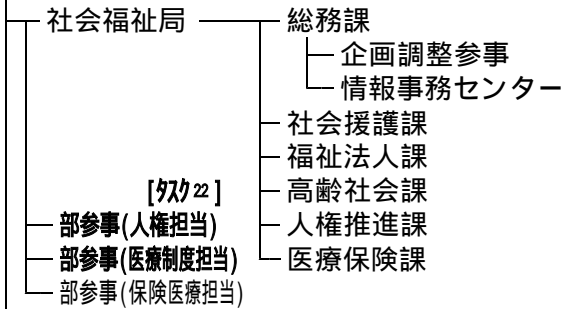 社会福祉局 総務課
企画調整参事
情報事務センター
社会援護課
福祉法人課
[タスク22] 高齢社会課
部参事(人権担当) 人権推進課
部参事(医療制度担当) 医療保険課
部参事(保険医療担当)